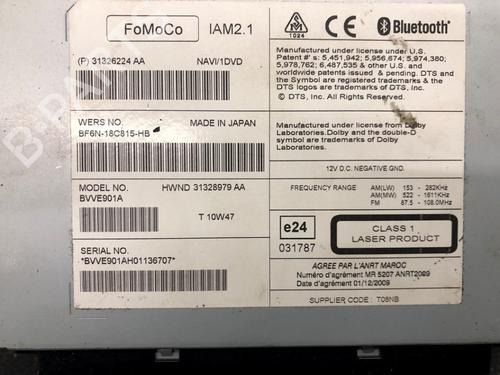 FoMoCo IAM2.1
(P) 31326224 AA NAVI/1DVD
WERS NO. MADE IN JAPAN
BF6N-18C815-HB
MODEL NO. HWND 31328979 AA
BVVE901A
T 10W47
SERIAL NO.
*BVVE901AH01136707*
1024
Bluetooth®
Manufactured under license under U.S.
Patent #'s: 5,451,942; 5,956,674; 5,974,380;
5,978,762; 6,487,535 & other U.S. and
worldwide patents issued & pending. DTS and
the Symbol are registered trademarks & DTS
logos are trademarks of DTS, Inc.
© DTS, Inc. All Rights Reserved.
Manufactured under license from Dolby
Laboratories. Dolby and the double-D
symbol are trademarks of Dolby
Laboratories.
12V D.C. NEGATIVE GND.
FREQUENCY RANGE AM(LW) 153 - 282KHz
AM(MW) 522 - 1611KHz
FM 87.5 - 108.0MHz
e24
031787
CLASS 1
LASER PRODUCT
AGREE PAR L'ANRT MAROC
Numéro d'agrément MR 5207 ANRT2009
Date d'agrément 01/12/2009
SUPPLIER CODE : T08NB